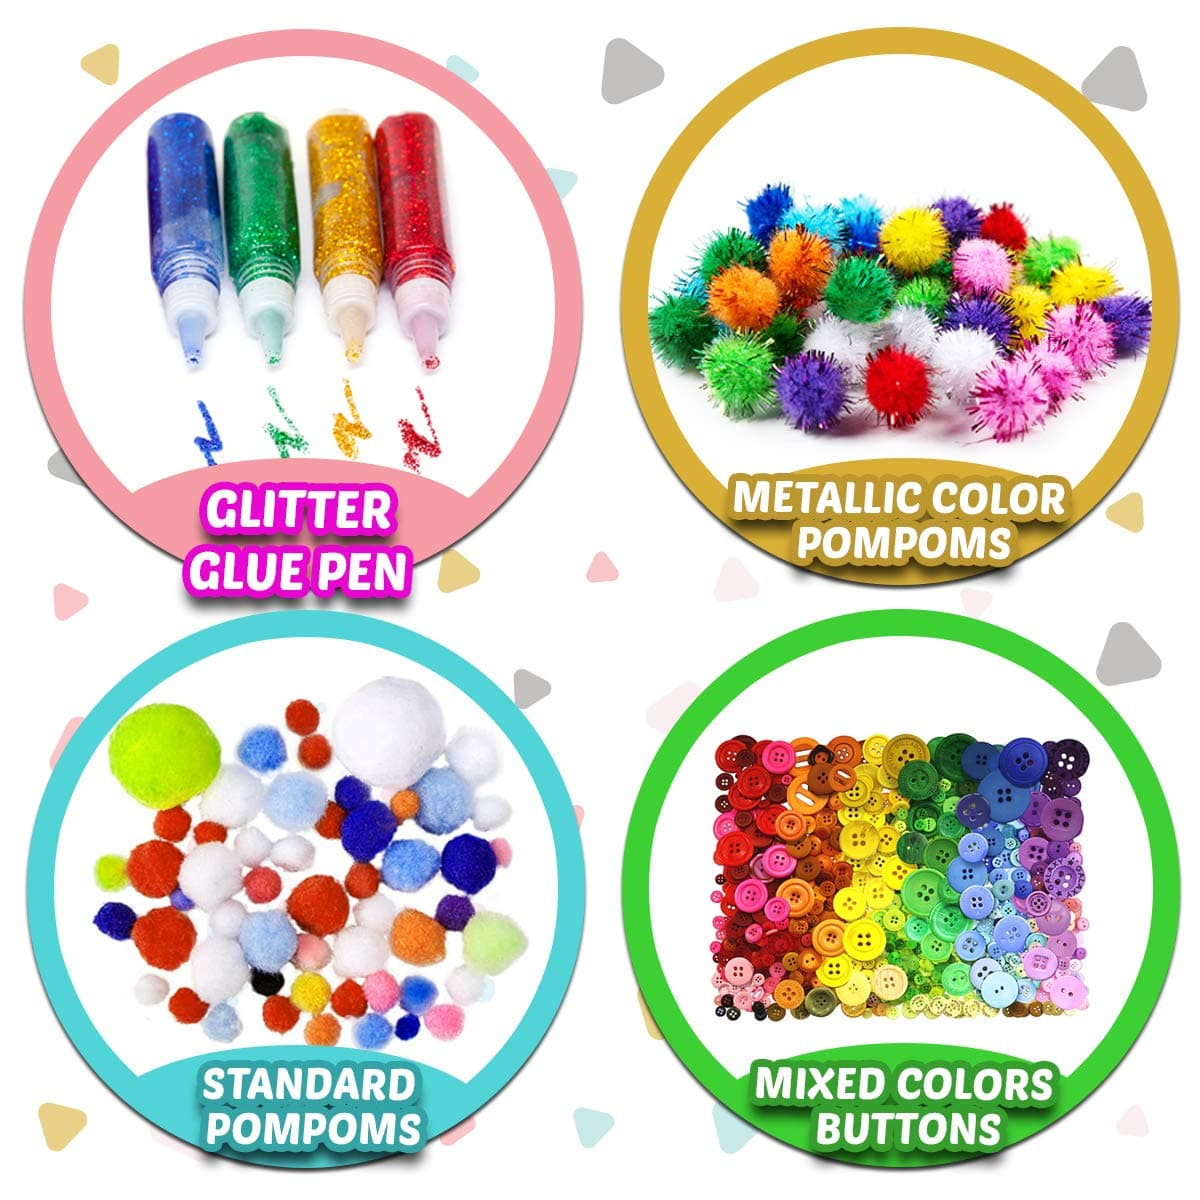 GLITTER
GLUE PEN
METALLIC COLOR
POMPOMS
STANDARD
POMPOMS
MIXED COLORS
BUTTONS